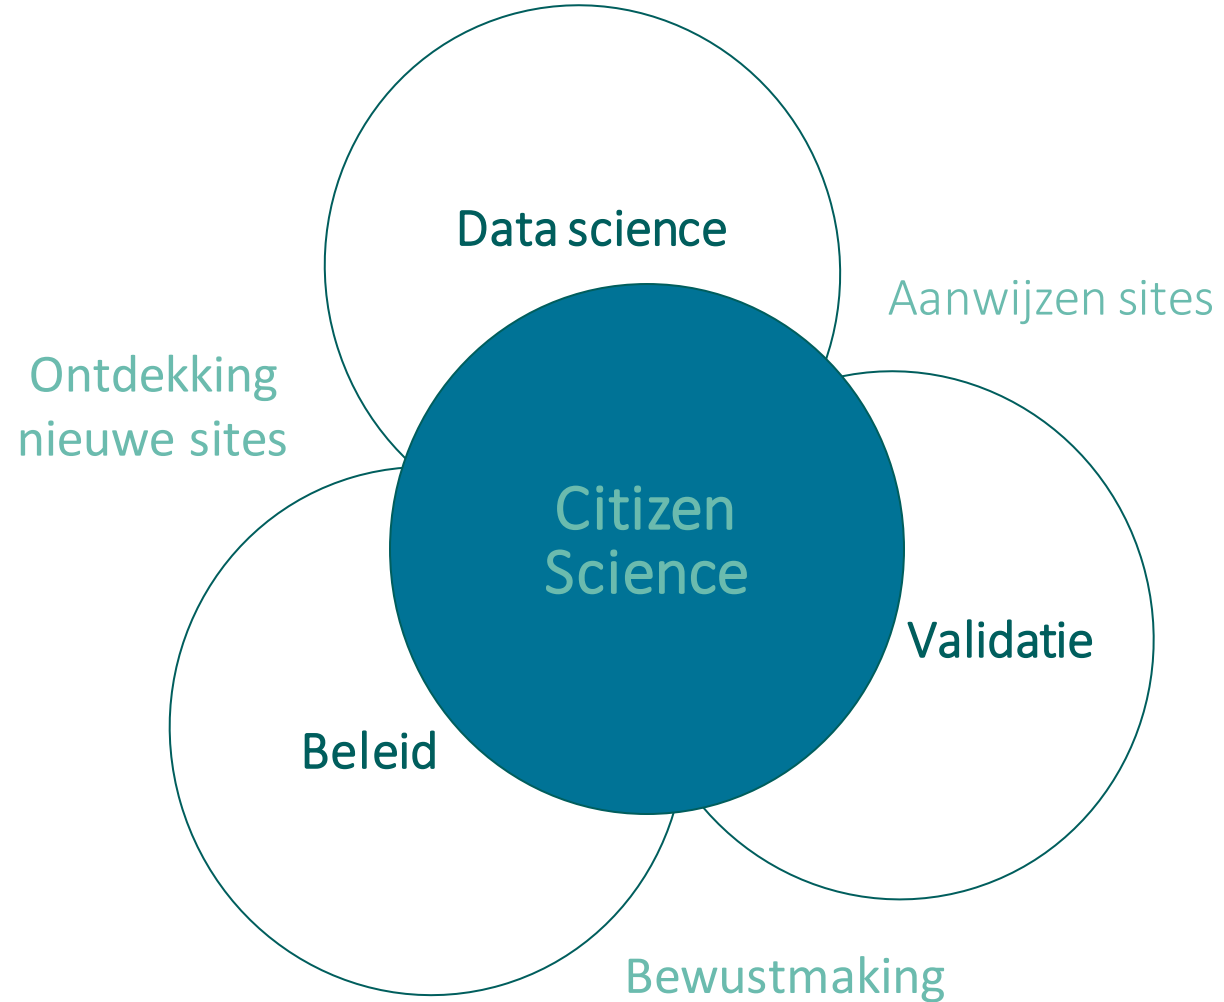 Data science
Aanwijzen sites
Ontdekking
nieuwe sites
Citizen
Science
Validatie
Beleid
Bewustmaking